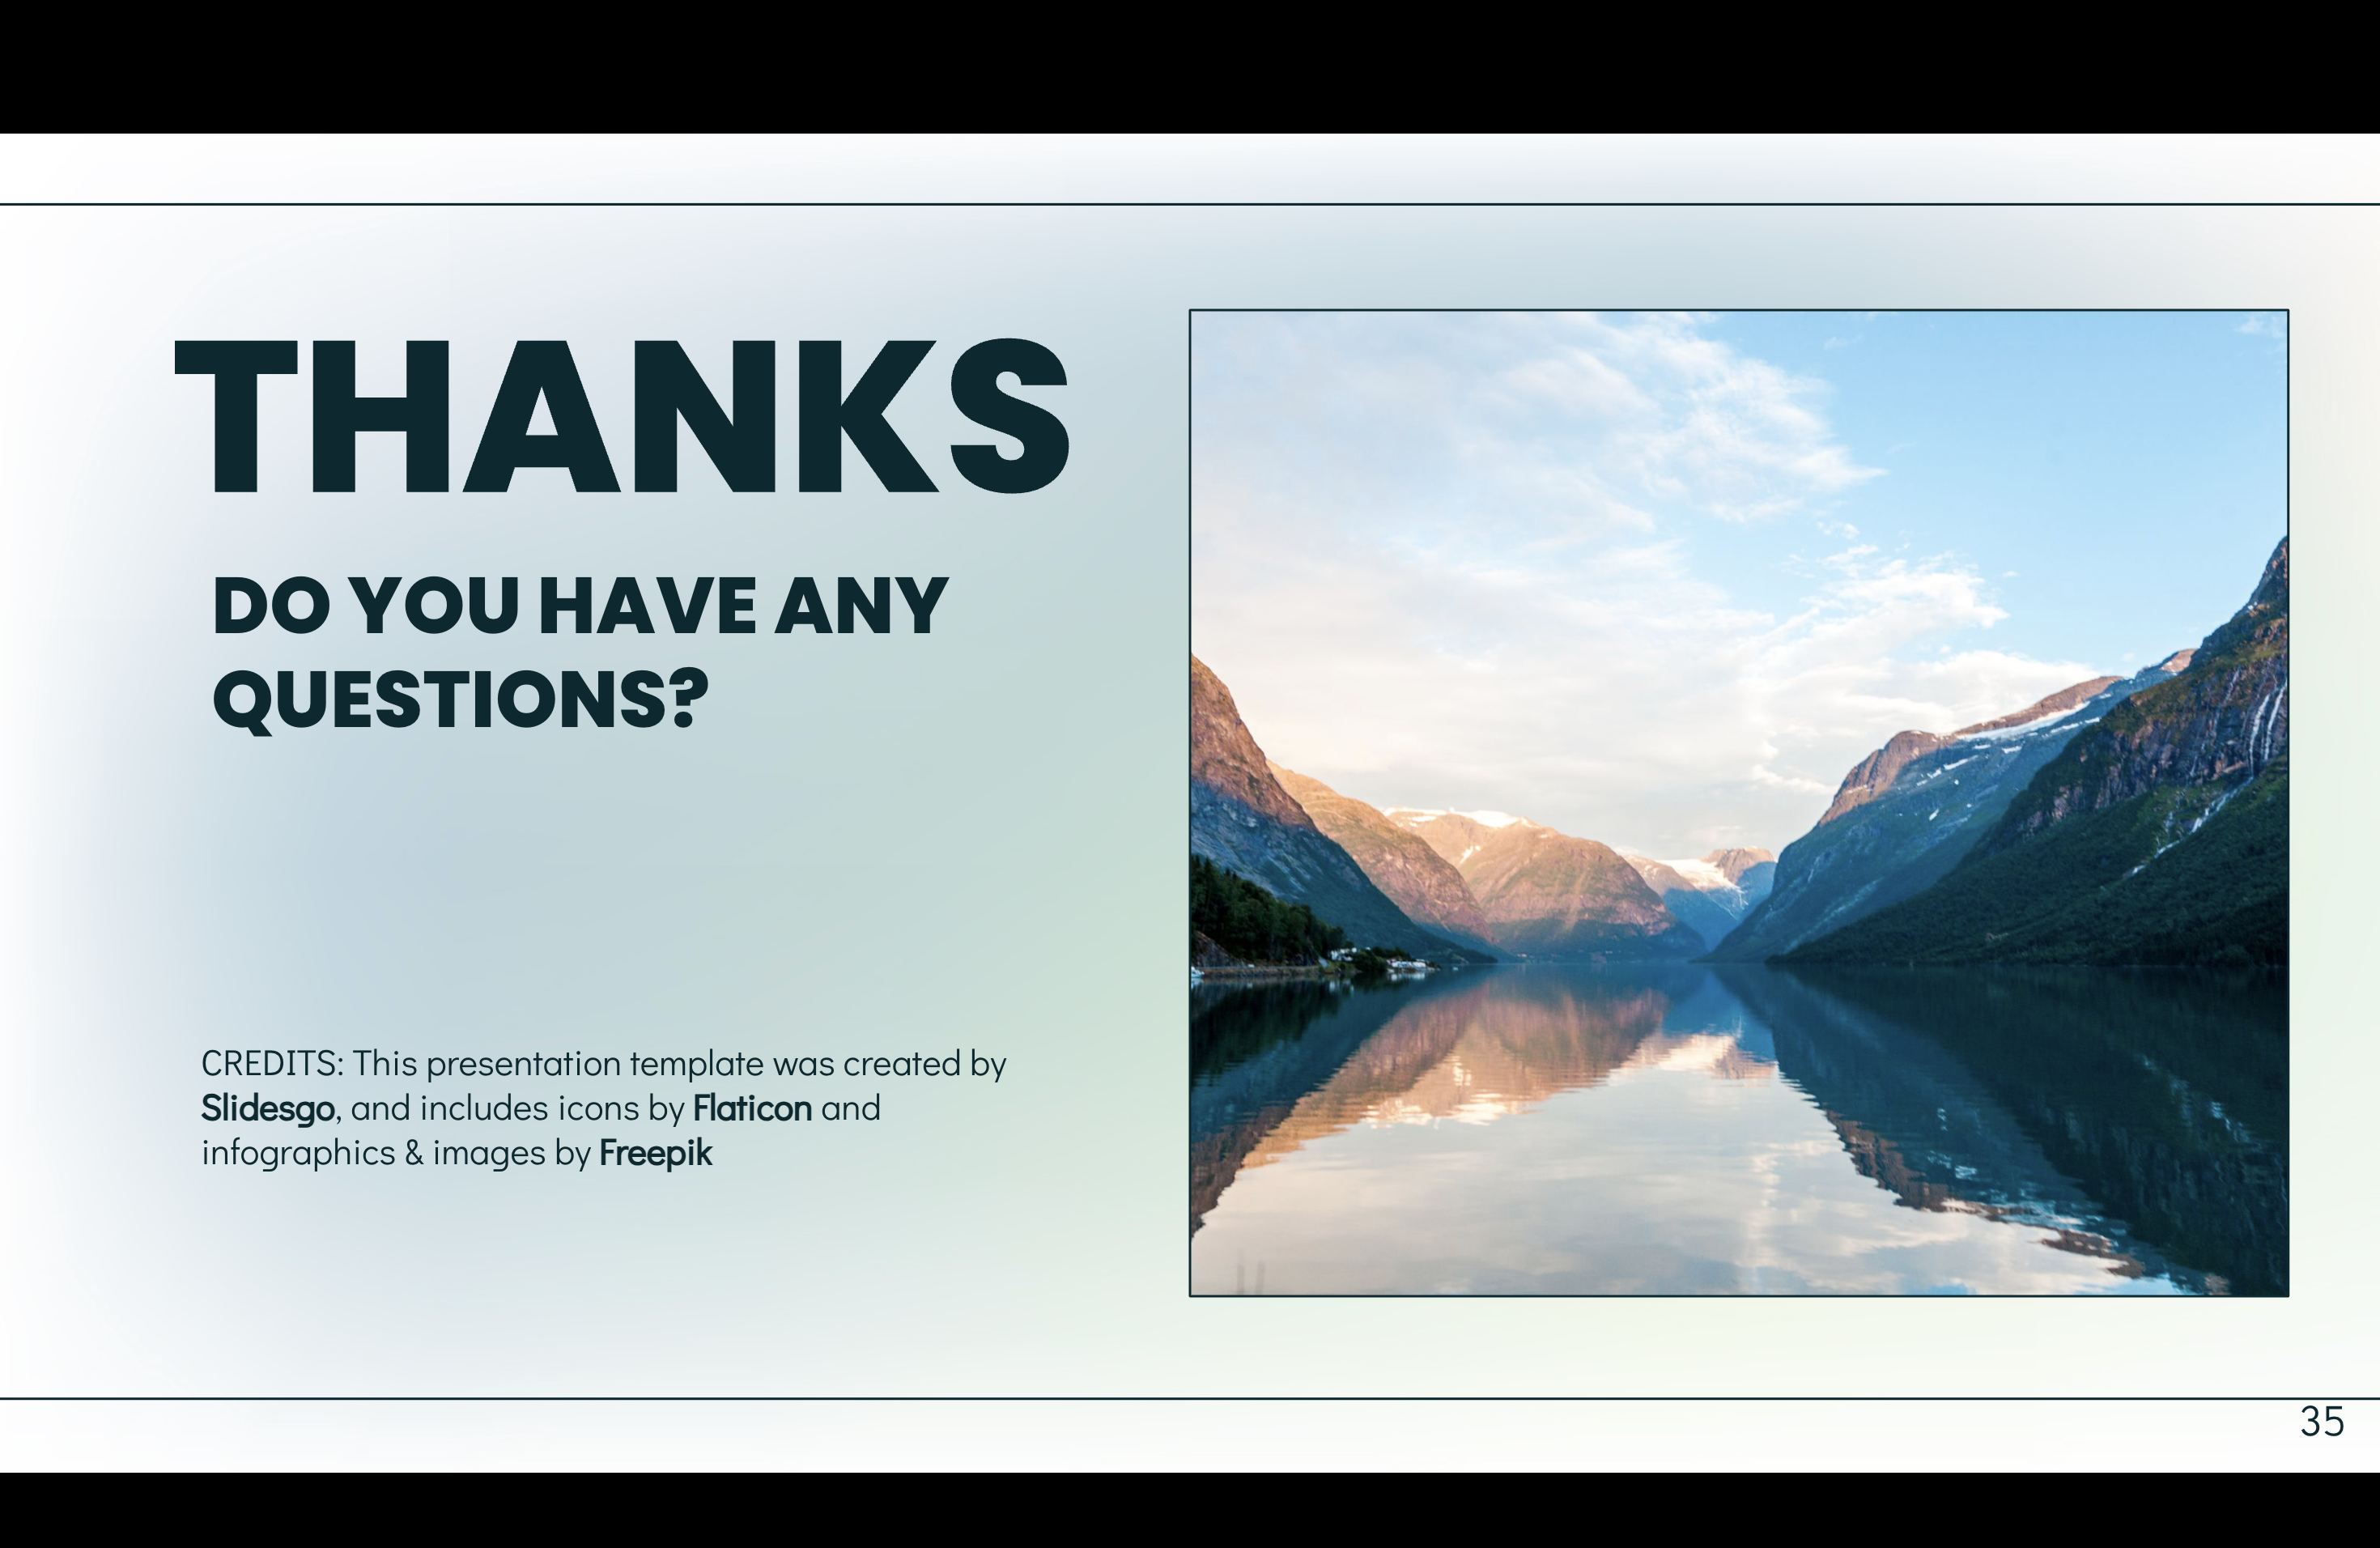 THANKS
DO YOU HAVE ANY
QUESTIONS?
CREDITS: This presentation template was created by
Slidesgo, and includes icons by Flaticon and
infographics & images by Freepik
35